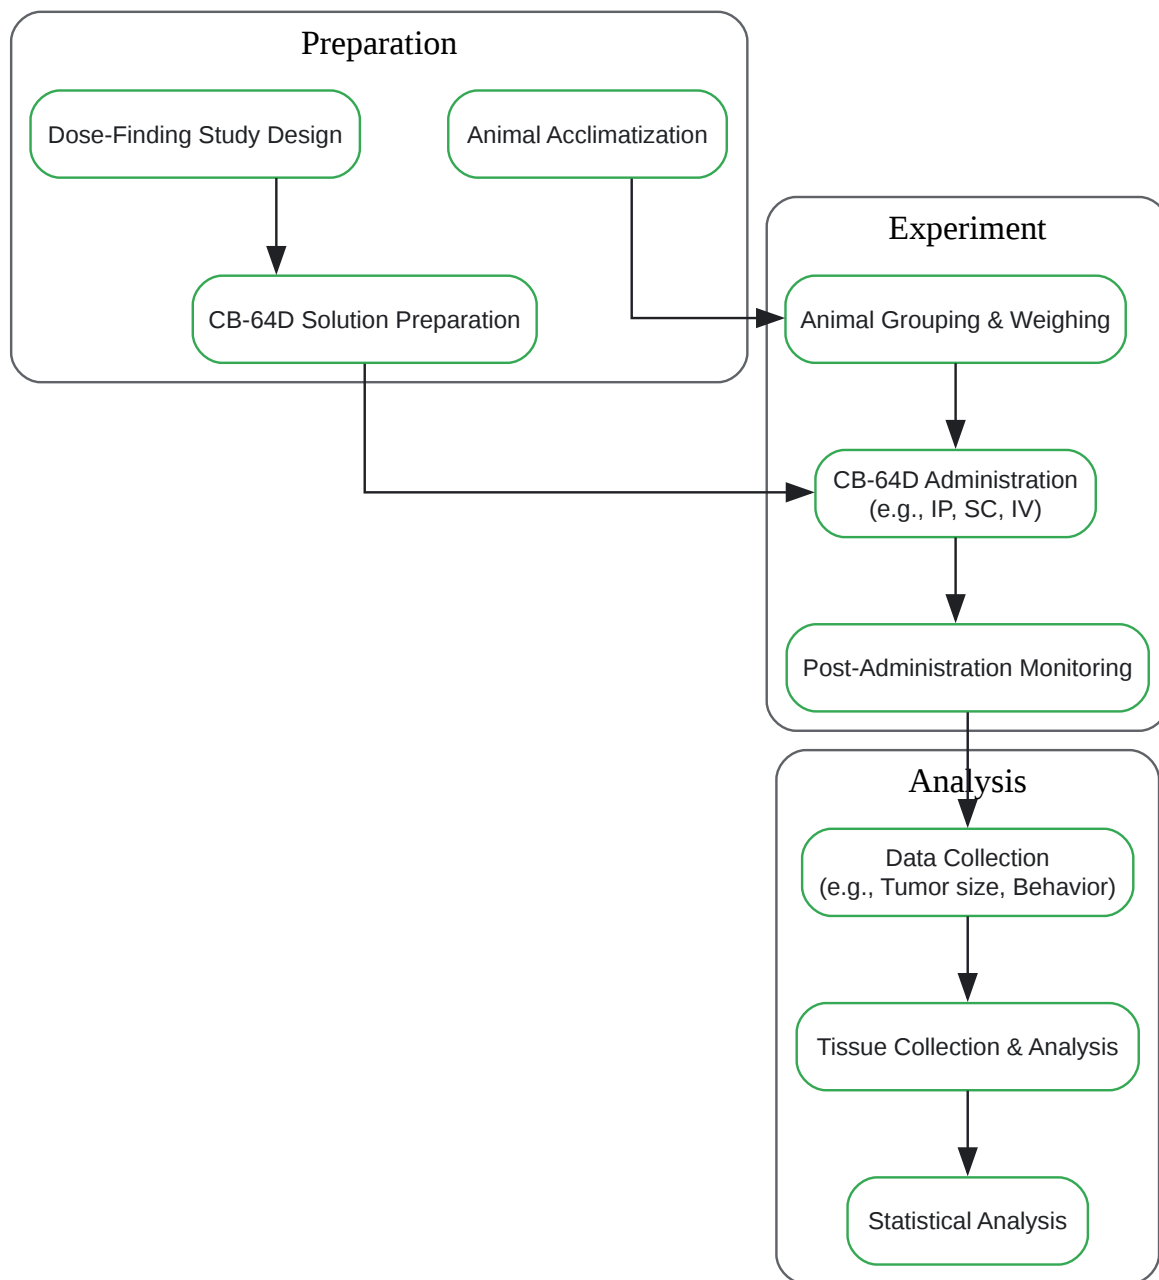 Preparation
Dose-Finding Study Design
Animal Acclimatization
CB-64D Solution Preparation
Experiment
Animal Grouping & Weighing
CB-64D Administration
(e.g., IP, SC, IV)
Post-Administration Monitoring
Analysis
Data Collection
(e.g., Tumor size, Behavior)
Tissue Collection & Analysis
Statistical Analysis